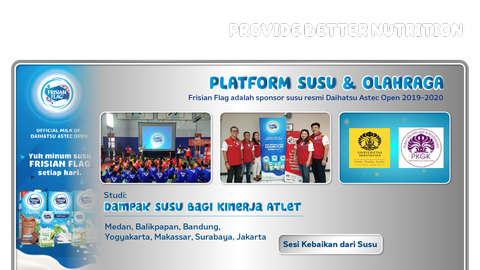 PROVIDE BETTER NUTRITION
PLATFORM SUSU & OLAHRAGA
Frisian Flag adalah sponsor susu resmi Daihatsu Astec Open 2019-2020
FRISIAN FLAG
OFFICIAL MILK OF
DAIHATSU ASTEC OPEN
Yuk minum susu
FRISIAN FLAG
setiap hari.
PKGK
Studi:
DAMPAK SUSU BAGI KINERJA ATLET
Medan, Balikpapan, Bandung,
Yogyakarta, Makassar, Surabaya, Jakarta
Sesi Kebaikan dari Susu